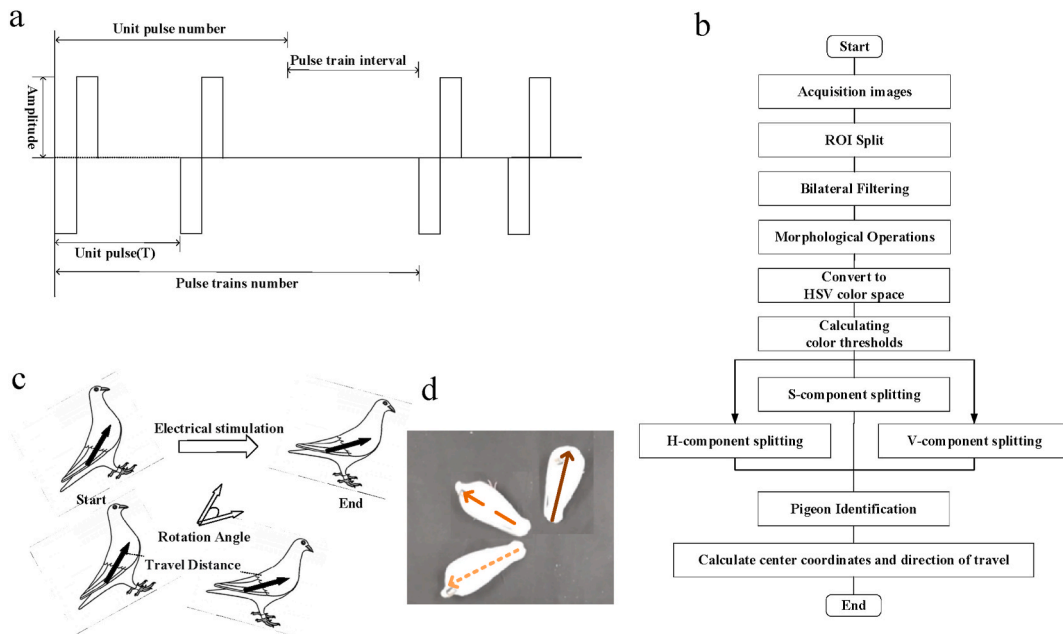 a
Unit pulse number
Pulse train interval
Amplitude
Unit pulse(T)
Pulse trains number
b
Start
Acquisition images
ROI Split
Bilateral Filtering
Morphological Operations
Convert to
HSV color space
Calculating
color thresholds
S-component splitting
H-component splitting
V-component splitting
Pigeon Identification
Calculate center coordinates and direction of travel
End
c
Electrical stimulation
Start
End
Rotation Angle
Travel Distance
d